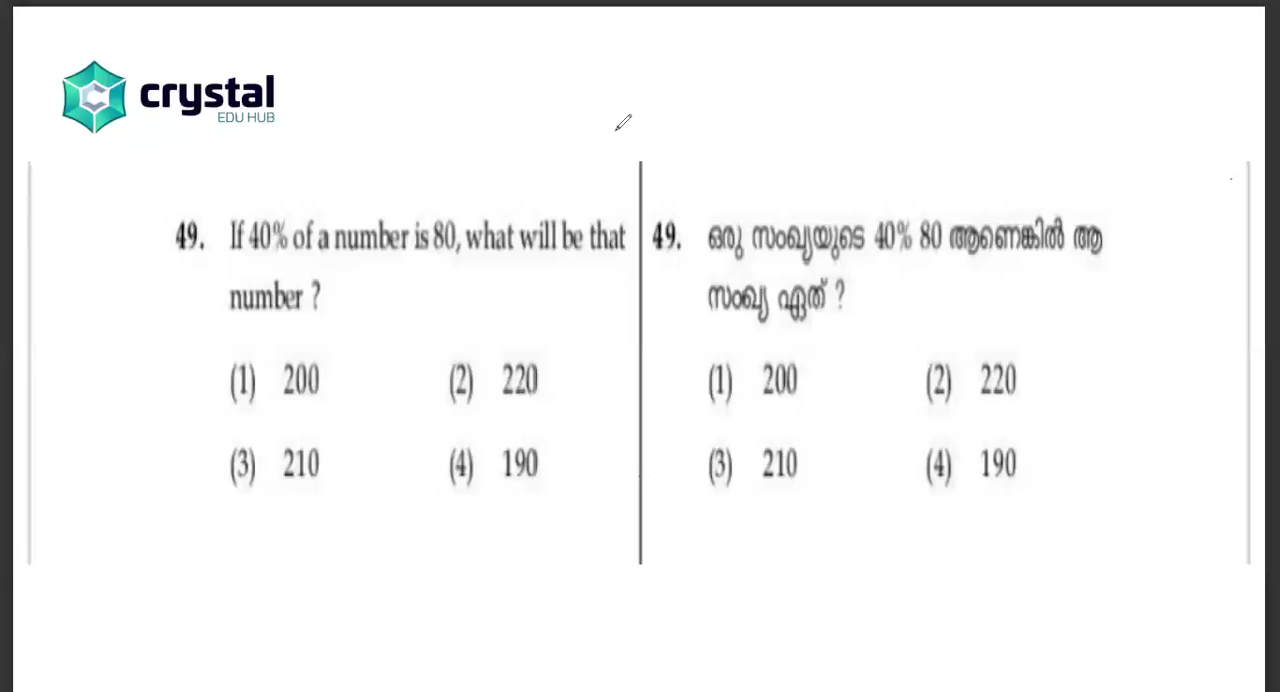 crystal
EDU HUB
49. If 40% of a number is 80, what will be that
number ?
(1) 200 (2) 220
(3) 210 (4) 190
49. ഒരു സംഖ്യയുടെ 40% 80 ആണെങ്കിൽ ആ
സംഖ്യ ഏത് ?
(1) 200 (2) 220
(3) 210 (4) 190